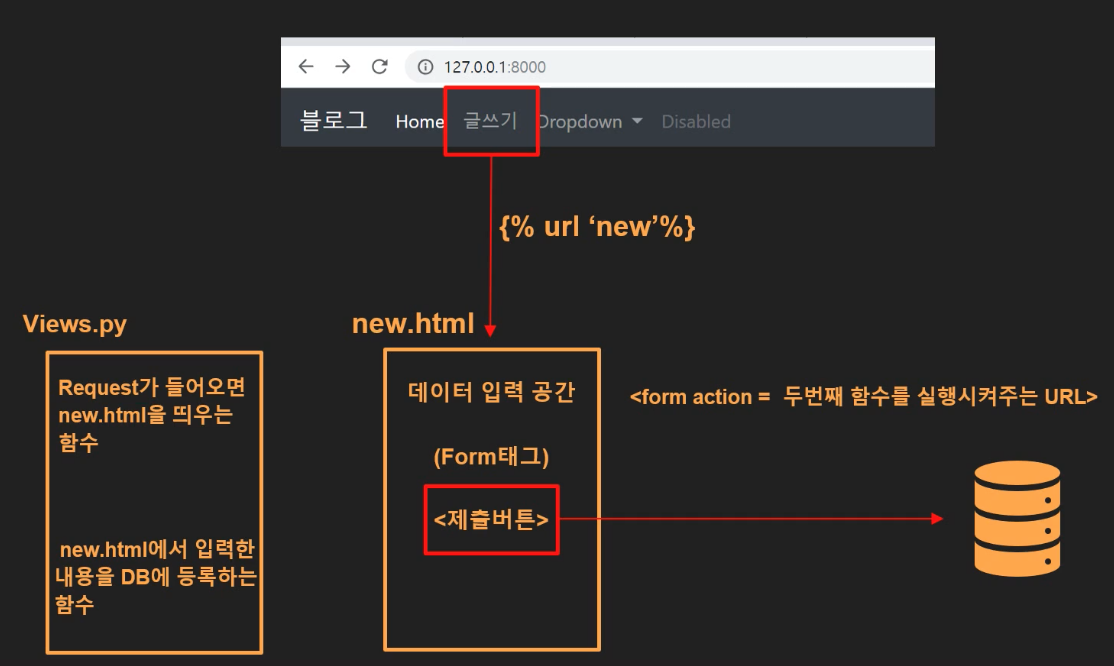 127.0.0.1:8000
블로그 Home 글쓰기 Dropdown Disabled
{% url ‘new’%}
Views.py
Request가 들어오면
new.html을 띄우는
함수
new.html에서 입력한
내용을 DB에 등록하는
함수
new.html
데이터 입력 공간
(Form태그)
<제출버튼>
<form action = 두번째 함수를 실행시켜주는 URL>